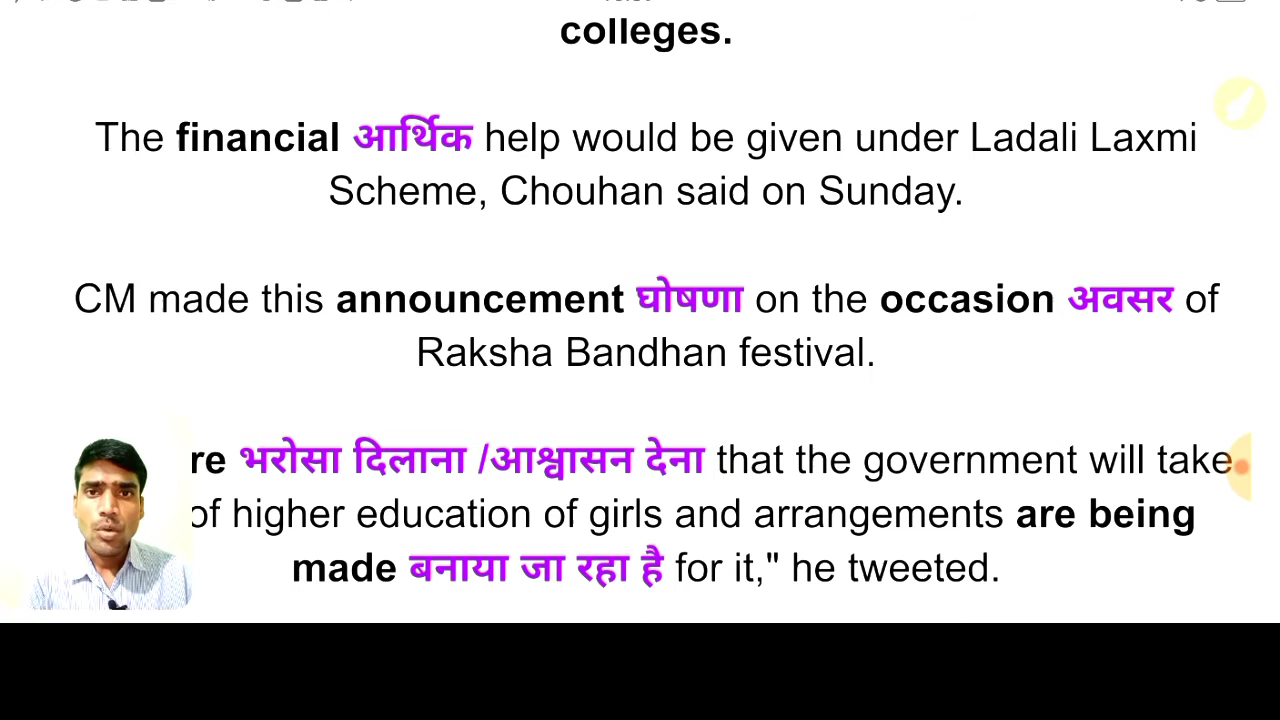 colleges.
The financial आर्थिक help would be given under Ladali Laxmi
Scheme, Chouhan said on Sunday.
CM made this announcement घोषणा on the occasion अवसर of
Raksha Bandhan festival.
re भरोसा दिलाना /आश्वासन देना that the government will take
of higher education of girls and arrangements are being
made बनाया जा रहा है for it," he tweeted.